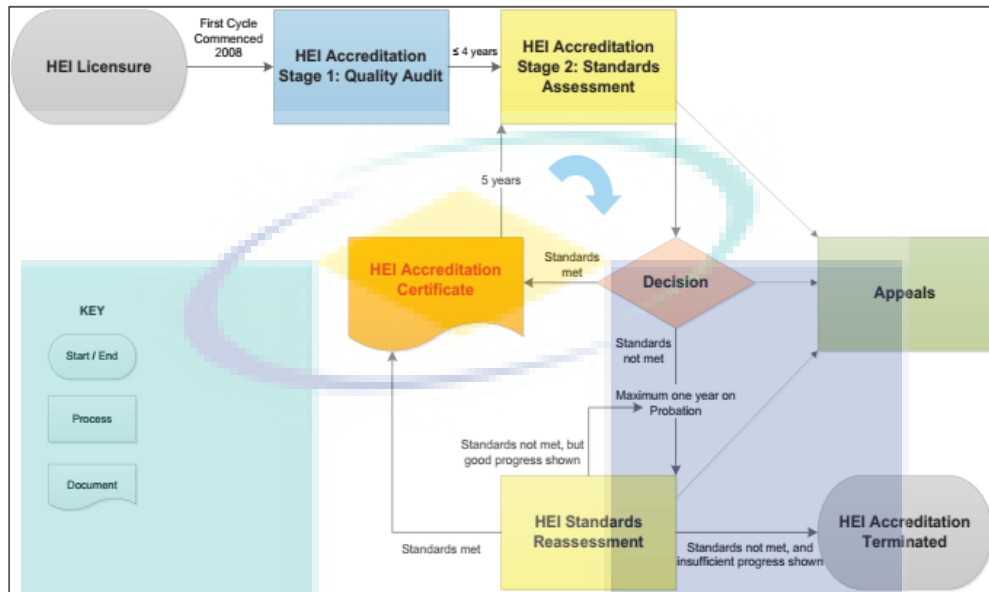 HEI Licensure
First Cycle
Commenced
2008
HEI Accreditation
Stage 1: Quality Audit
≤ 4 years
HEI Accreditation
Stage 2: Standards
Assessment
5 years
HEI Accreditation
Certificate
Standards
met
Decision
Appeals
KEY
Start / End
Process
Document
Standards
not met
Maximum one year on
Probation
Standards not met, but
good progress shown
Standards met
HEI Standards
Reassessment
Standards not met, and
insufficient progress shown
HEI Accreditation
Terminated